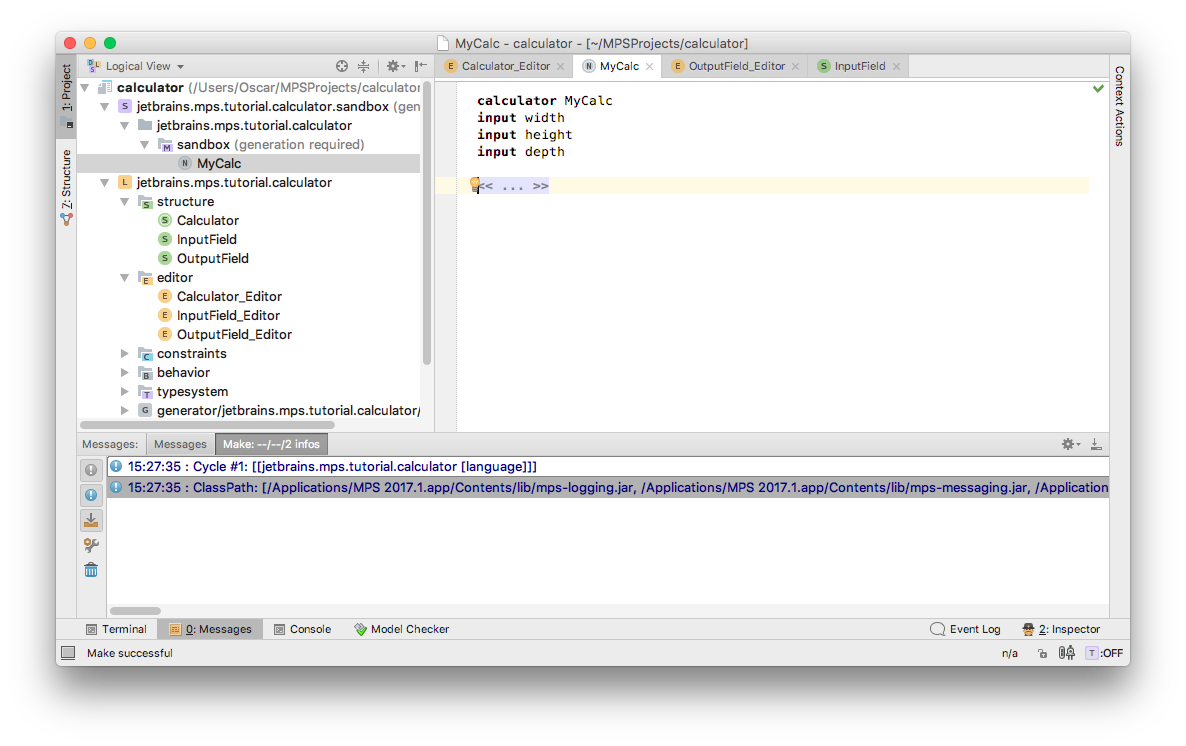 MyCalc - calculator - [~/MPSProjects/calculator]
1: Project
Z: Structure
Logical View
calculator (/Users/Oscar/MPSProjects/calculator
S jetbrains.mps.tutorial.calculator.sandbox (gen
jetbrains.mps.tutorial.calculator
M sandbox (generation required)
N MyCalc
L jetbrains.mps.tutorial.calculator
S structure
S Calculator
S InputField
S OutputField
E editor
E Calculator_Editor
E InputField_Editor
E OutputField_Editor
C constraints
B behavior
T typesystem
G generator/jetbrains.mps.tutorial.calculator/
E Calculator_Editor
N MyCalc
E OutputField_Editor
S InputField
calculator MyCalc
input width
input height
input depth
<< ... >>
Context Actions
Messages:
Messages
Make: --/--/2 infos
15:27:35 : Cycle #1: [[jetbrains.mps.tutorial.calculator [language]]]
15:27:35 : ClassPath: [/Applications/MPS 2017.1.app/Contents/lib/mps-logging.jar, /Applications/MPS 2017.1.app/Contents/lib/mps-messaging.jar, /Application
Terminal
0: Messages
Console
Model Checker
Event Log
2: Inspector
Make successful
n/a
T :OFF